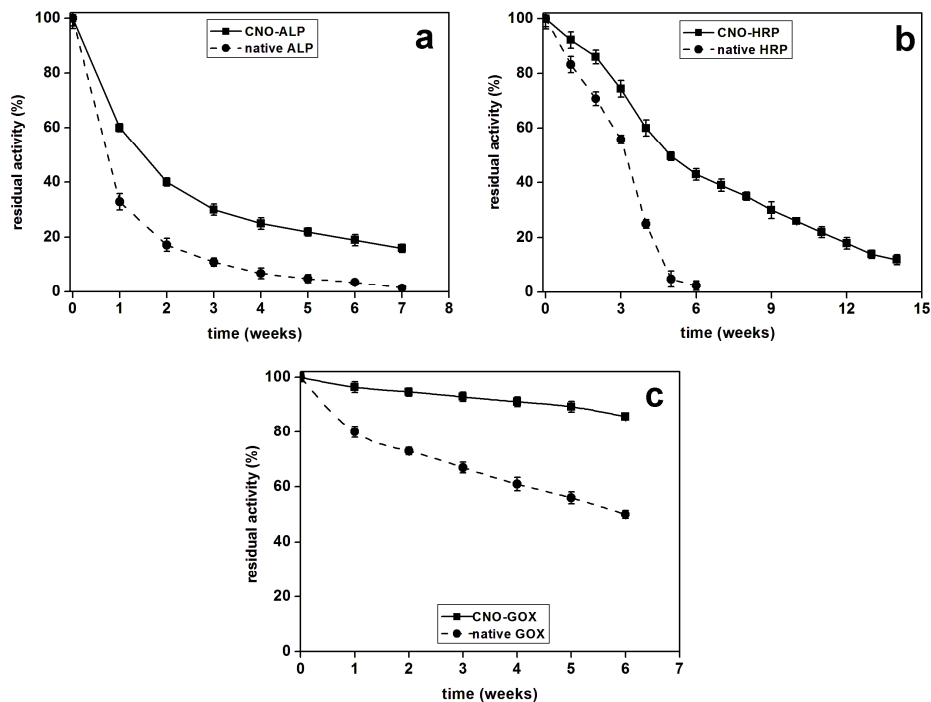 CNO-ALP
native ALP
a
100
80
60
40
20
0
residual activity (%)
0 1 2 3 4 5 6 7 8
time (weeks)
CNO-HRP
native HRP
b
100
80
60
40
20
0
residual activity (%)
0 3 6 9 12 15
time (weeks)
c
100
80
60
40
20
0
residual activity (%)
CNO-GOX
native GOX
0 1 2 3 4 5 6 7
time (weeks)